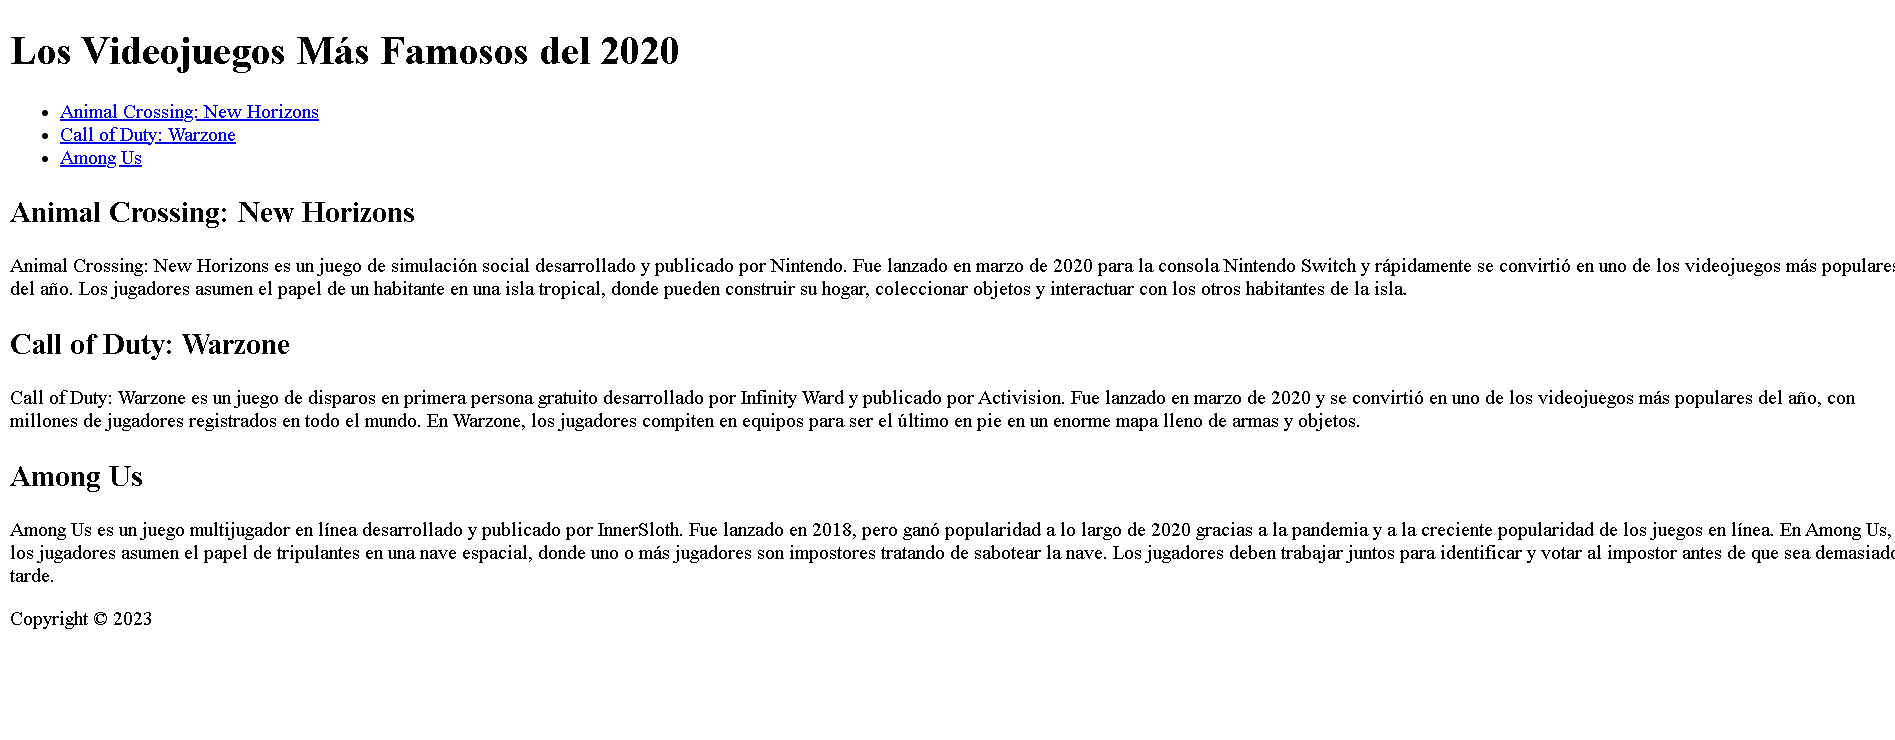 Los Videojuegos Más Famosos del 2020
Animal Crossing: New Horizons
Call of Duty: Warzone
Among Us
Animal Crossing: New Horizons
Animal Crossing: New Horizons es un juego de simulación social desarrollado y publicado por Nintendo. Fue lanzado en marzo de 2020 para la consola Nintendo Switch y rápidamente se convirtió en uno de los videojuegos más populares
del año. Los jugadores asumen el papel de un habitante en una isla tropical, donde pueden construir su hogar, coleccionar objetos y interactuar con los otros habitantes de la isla.
Call of Duty: Warzone
Call of Duty: Warzone es un juego de disparos en primera persona gratuito desarrollado por Infinity Ward y publicado por Activision. Fue lanzado en marzo de 2020 y se convirtió en uno de los videojuegos más populares del año, con
millones de jugadores registrados en todo el mundo. En Warzone, los jugadores compiten en equipos para ser el último en pie en un enorme mapa lleno de armas y objetos.
Among Us
Among Us es un juego multijugador en línea desarrollado y publicado por InnerSloth. Fue lanzado en 2018, pero ganó popularidad a lo largo de 2020 gracias a la pandemia y a la creciente popularidad de los juegos en línea. En Among Us,
los jugadores asumen el papel de tripulantes en una nave espacial, donde uno o más jugadores son impostores tratando de sabotear la nave. Los jugadores deben trabajar juntos para identificar y votar al impostor antes de que sea demasiado
tarde.
Copyright © 2023